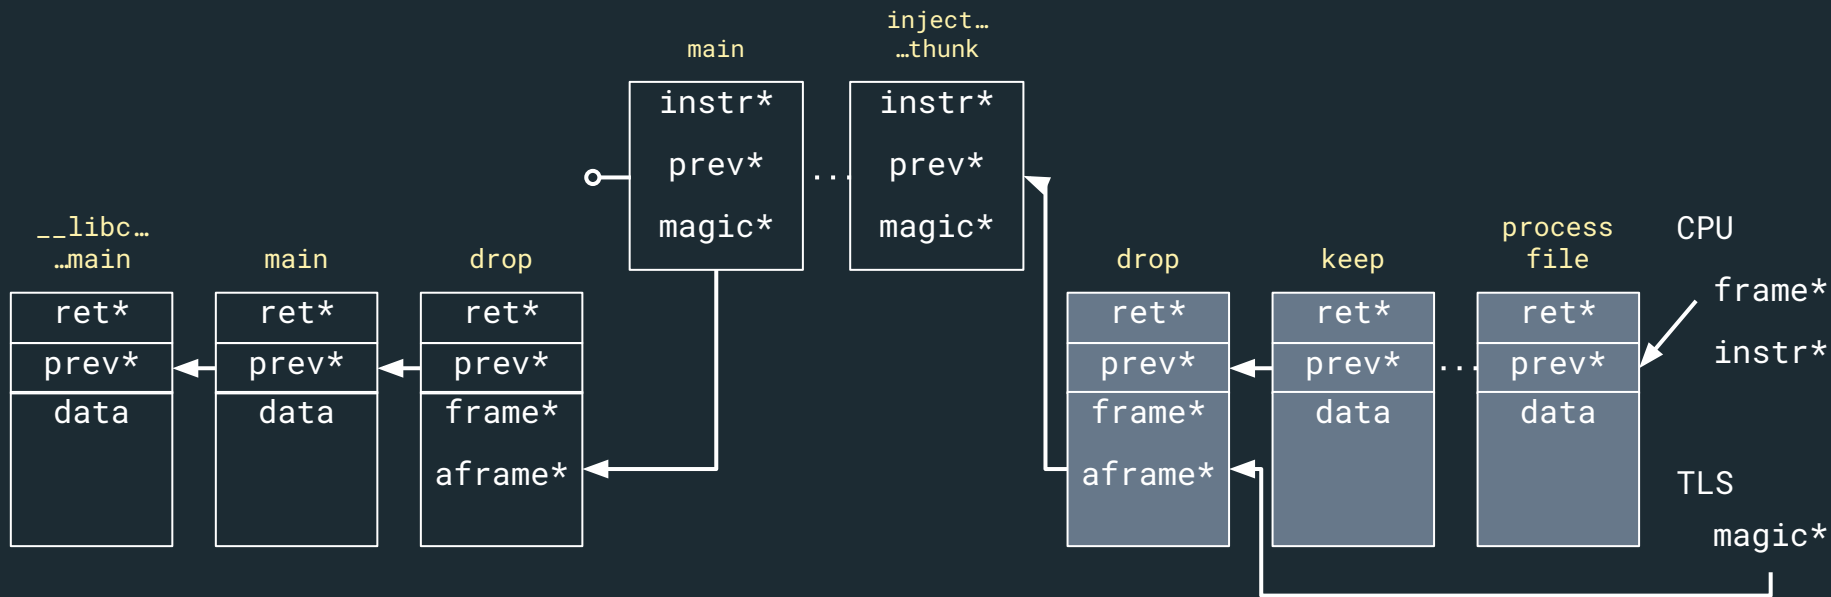 inject…
…thunk
main
instr*
prev*
magic*
instr*
prev*
magic*
__libc…
…main
main
drop
ret*
prev*
data
ret*
prev*
data
ret*
prev*
frame*
aframe*
drop
keep
process
file
ret*
prev*
frame*
aframe*
ret*
prev*
data
ret*
prev*
data
CPU
frame*
instr*
TLS
magic*